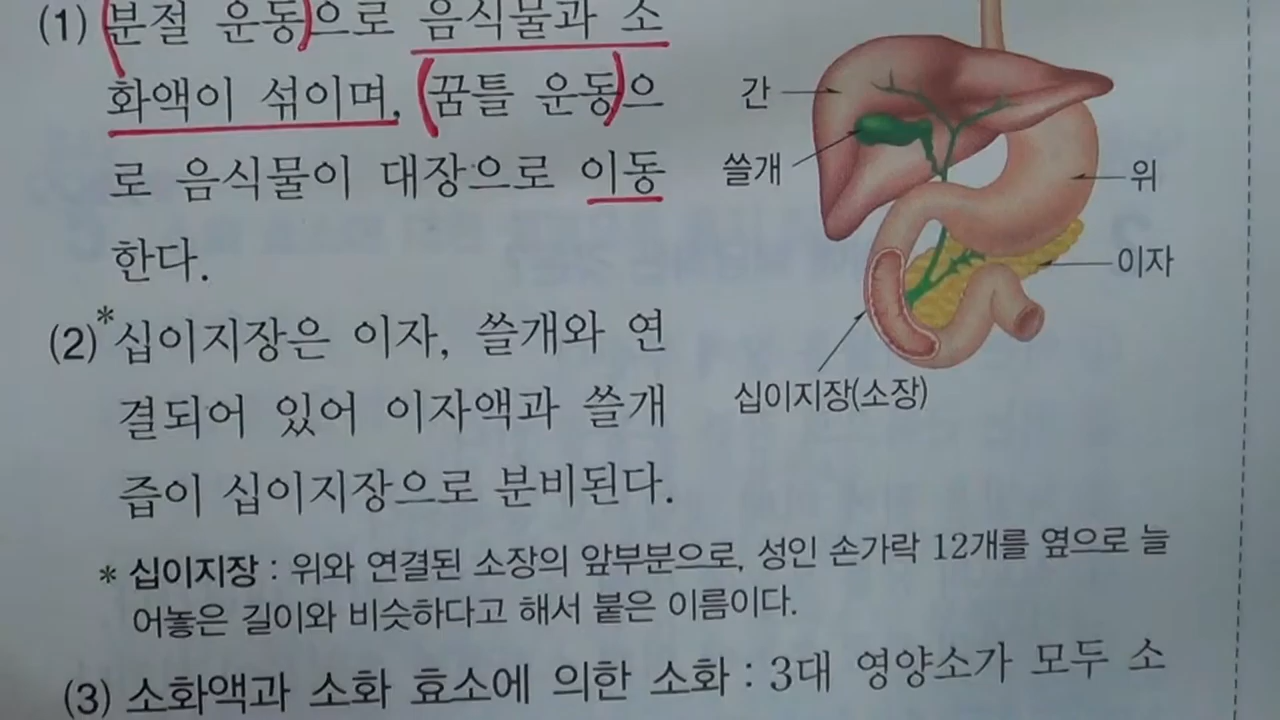 (1) 분절 운동으로 음식물과 소
화액이 섞이며, 꿈틀 운동으
로 음식물이 대장으로 이동
한다.
(2)*십이지장은 이자, 쓸개와 연
결되어 있어 이자액과 쓸개
즙이 십이지장으로 분비된다.
간
쓸개
위
이자
십이지장(소장)
* 십이지장 : 위와 연결된 소장의 앞부분으로, 성인 손가락 12개를 옆으로 늘
어놓은 길이와 비슷하다고 해서 붙은 이름이다.
(3) 소화액과 소화 효소에 의한 소화 : 3대 영양소가 모두 소